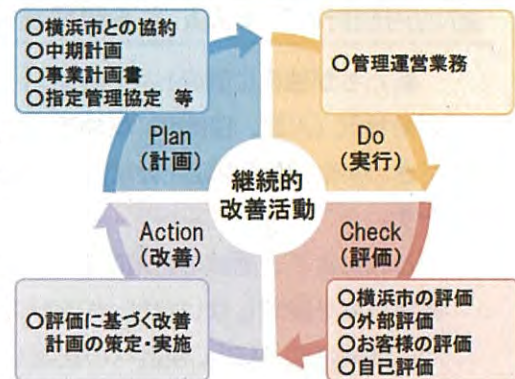 ○横浜市との協約
○中期計画
○事業計画書
○指定管理協定 等
Plan
(計画)
○管理運営業務
Do
(実行)
継続的
改善活動
Check
(評価)
○横浜市の評価
○外部評価
○お客様の評価
○自己評価
Action
(改善)
○評価に基づく改善
計画の策定・実施